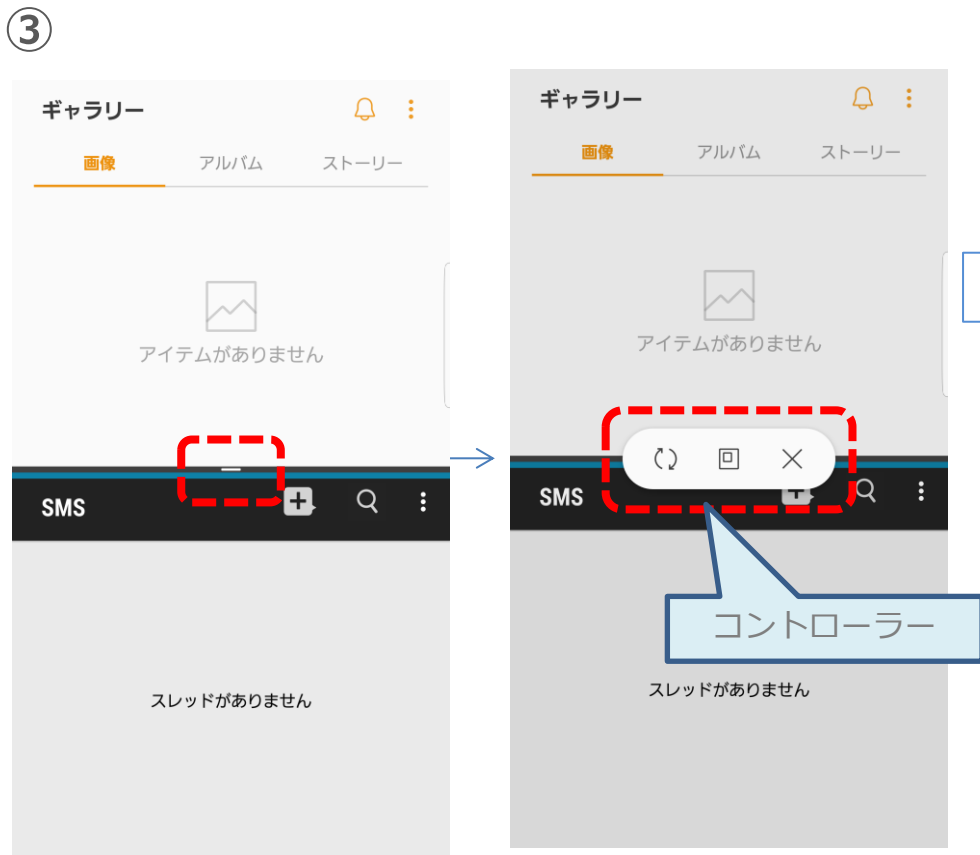 ③
ギャラリー
画像 アルバム ストーリー
アイテムがありません
SMS
スレッドがありません
ギャラリー
画像 アルバム ストーリー
アイテムがありません
SMS
コントローラー
スレッドがありません